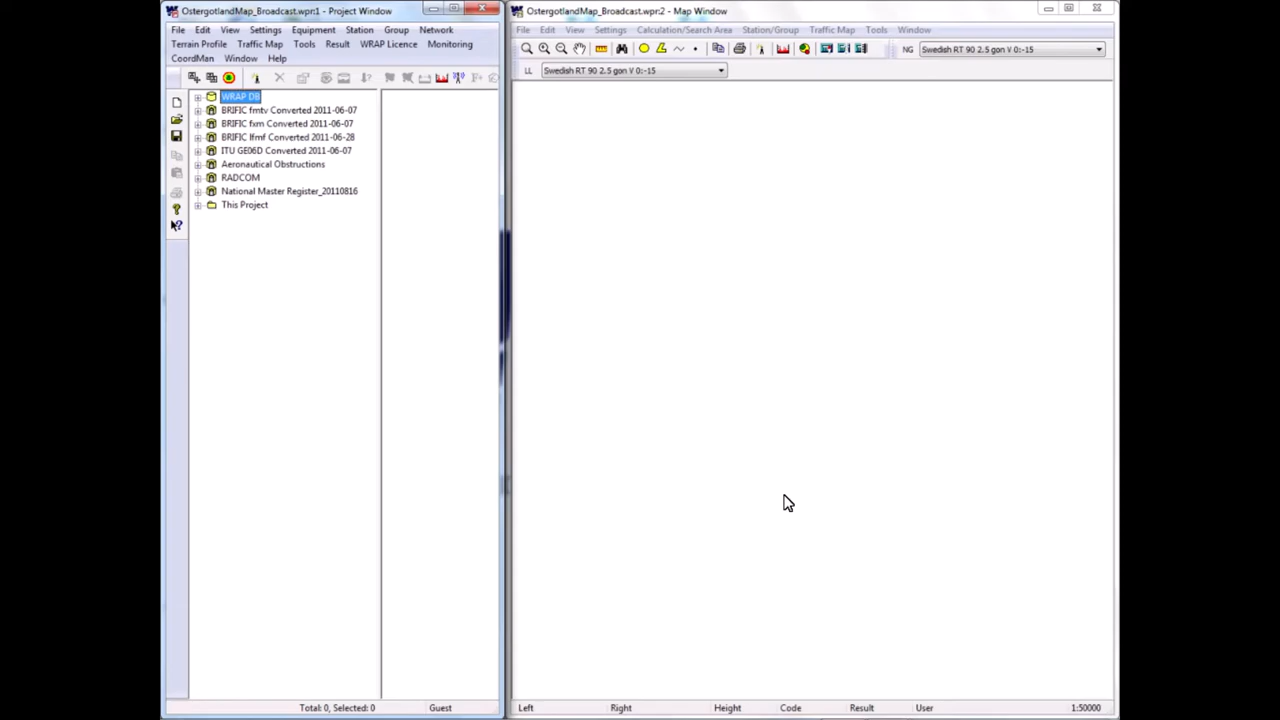 OstergotlandMap_Broadcast.wpr:1 - Project Window
File Edit View Settings Equipment Station Group Network
Terrain Profile Traffic Map Tools Result WRAP Licence Monitoring
CoordMan Window Help
WRAP DB
BRIFIC fmtv Converted 2011-06-07
BRIFIC fxm Converted 2011-06-07
BRIFIC lfmf Converted 2011-06-28
ITU GE06D Converted 2011-06-07
Aeronautical Obstructions
RADCOM
National Master Register_20110816
This Project
Total: 0, Selected: 0 Guest
OstergotlandMap_Broadcast.wpr:2 - Map Window
File Edit View Settings Calculation/Search Area Station/Group Traffic Map Tools Window
NG Swedish RT 90 2.5 gon V 0:-15
LL Swedish RT 90 2.5 gon V 0:-15
Left Right Height Code Result User 1:50000